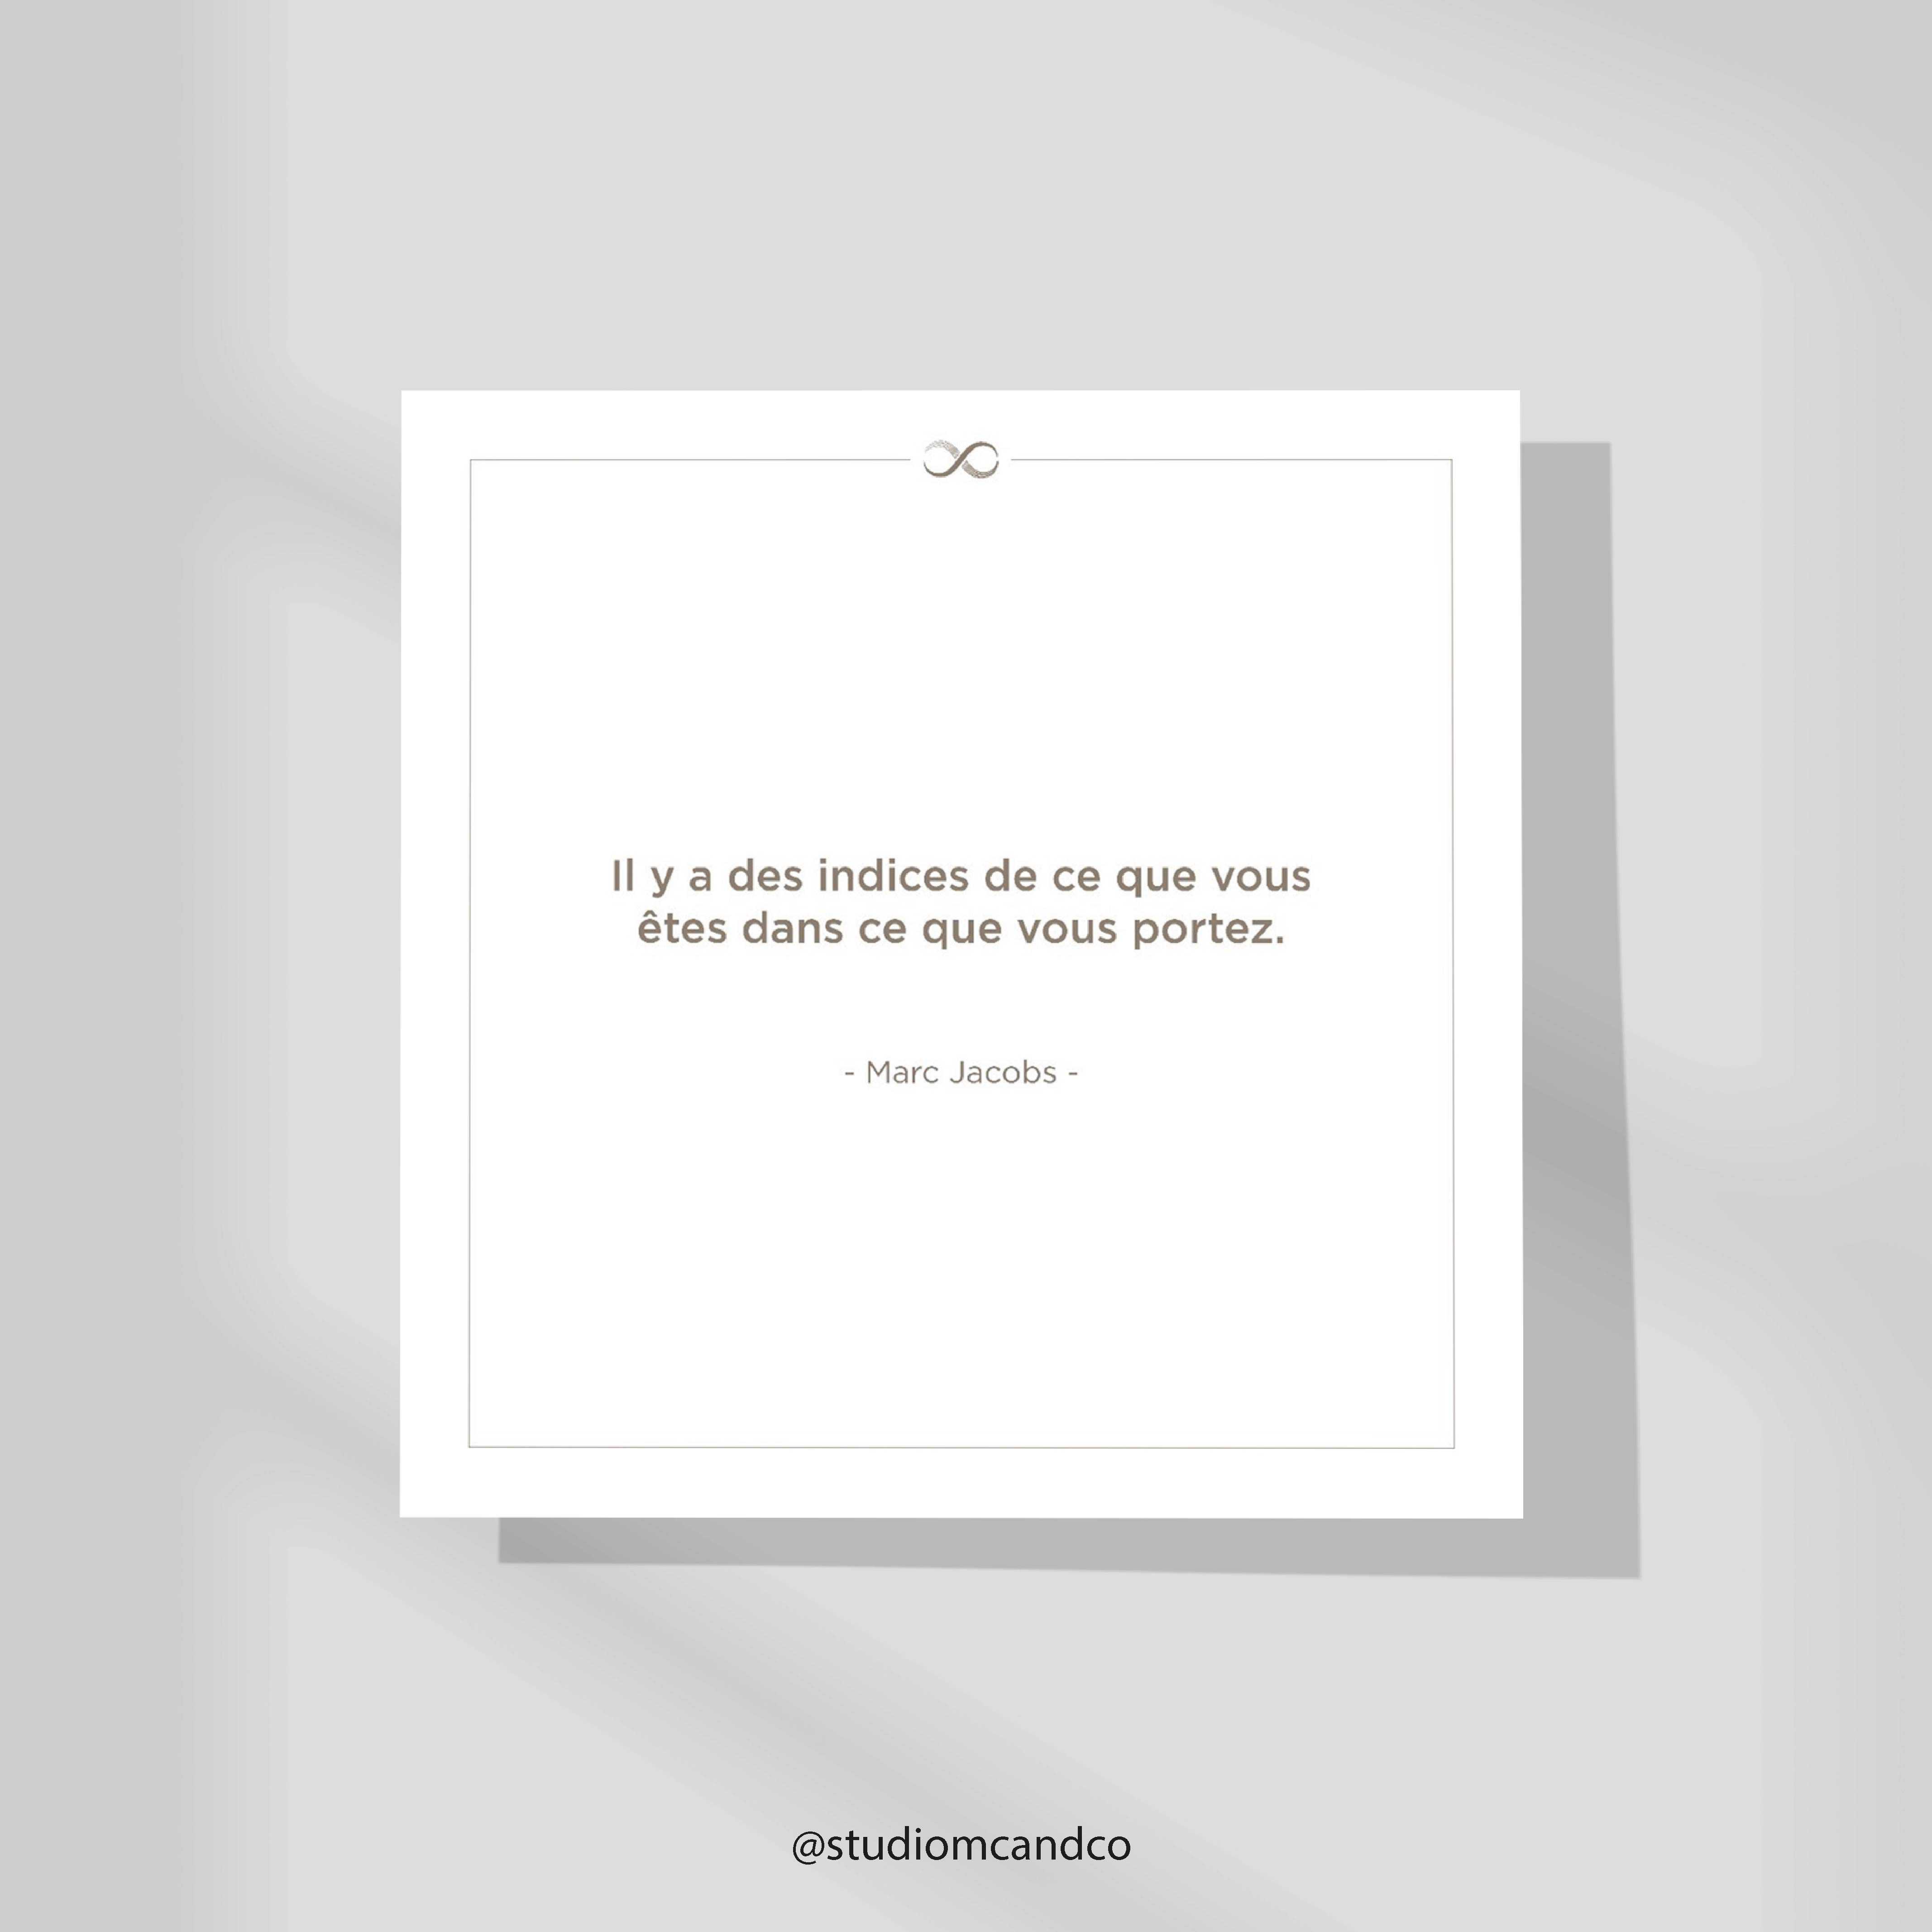 Il y a des indices de ce que vous
êtes dans ce que vous portez.
- Marc Jacobs -
@studiomcandco